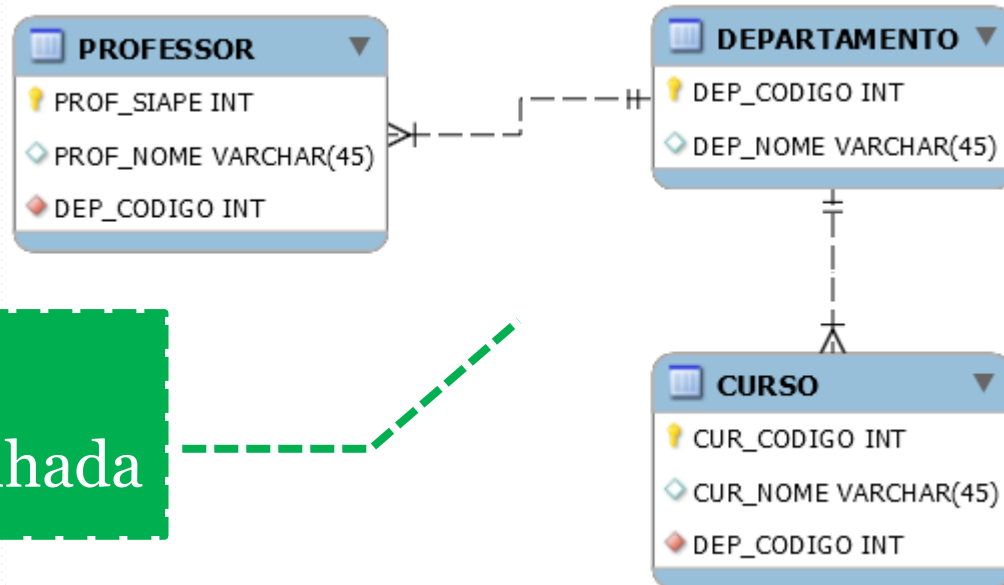 PROFESSOR
PROF_SIAPE INT
PROF_NOME VARCHAR(45)
DEP_CODIGO INT
DEPARTAMENTO
DEP_CODIGO INT
DEP_NOME VARCHAR(45)
CURSO
CUR_CODIGO INT
CUR_NOME VARCHAR(45)
DEP_CODIGO INT